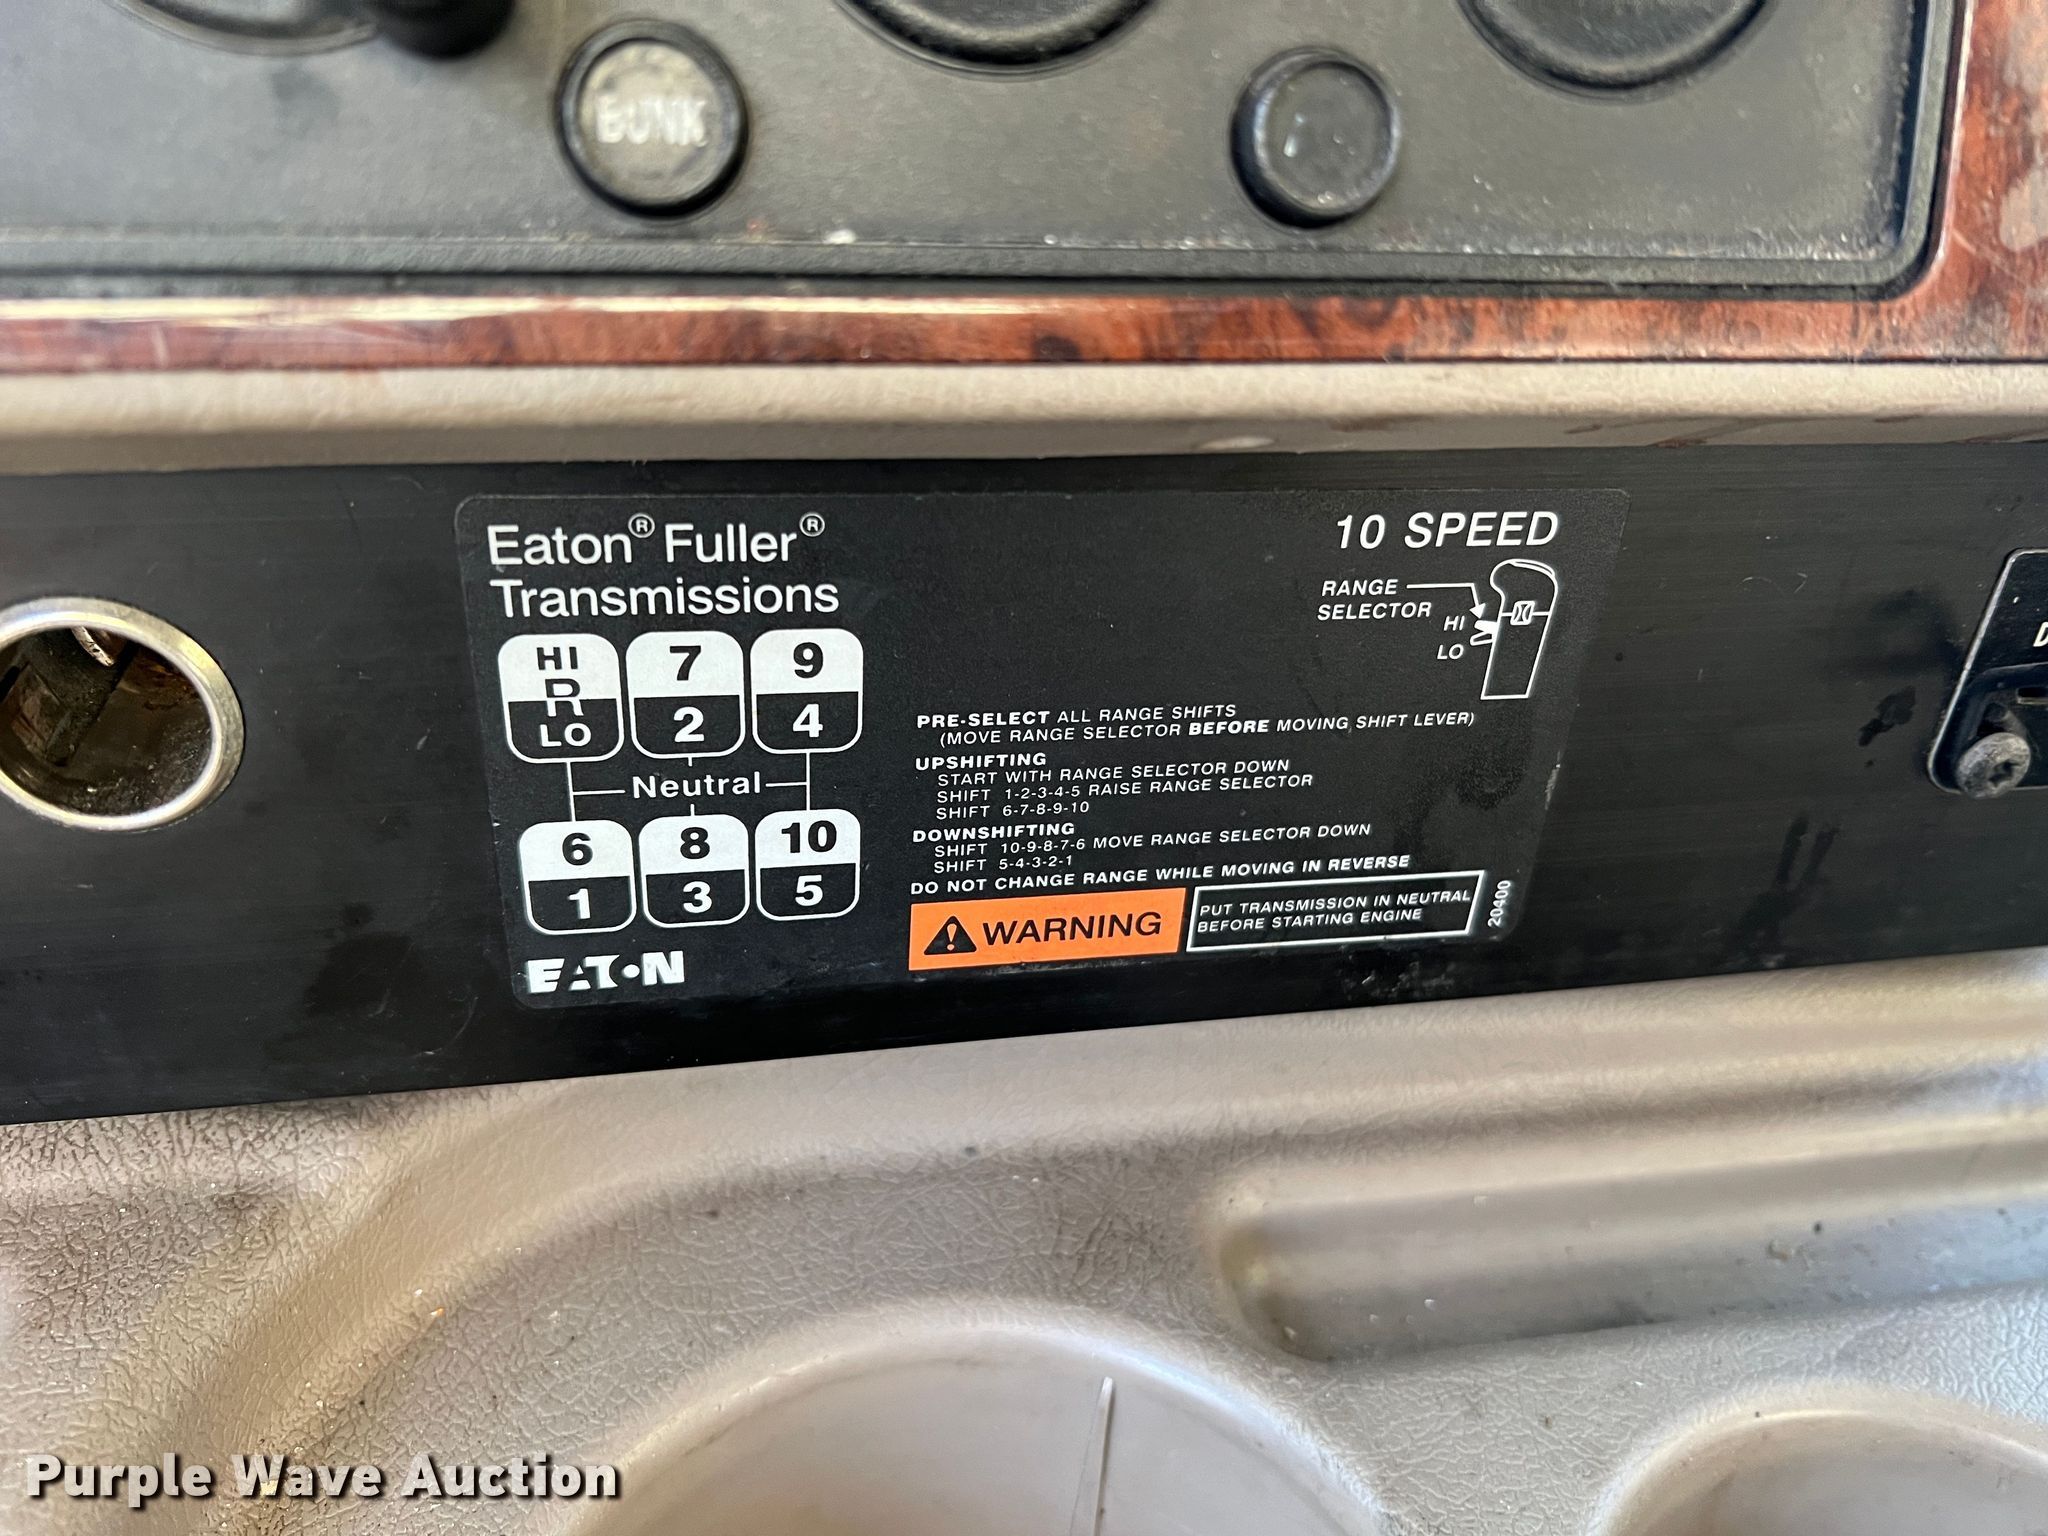 BUNK
Eaton® Fuller®
Transmissions
10 SPEED
RANGE
SELECTOR
HI
LO
HI
R
LO
7
2
9
4
Neutral
6
1
8
3
10
5
EATON
PRE-SELECT ALL RANGE SHIFTS
(MOVE RANGE SELECTOR BEFORE MOVING SHIFT LEVER)
UPSHIFTING
START WITH RANGE SELECTOR DOWN
SHIFT 1-2-3-4-5 RAISE RANGE SELECTOR
SHIFT 6-7-8-9-10
DOWNSHIFTING
SHIFT 10-9-8-7-6 MOVE RANGE SELECTOR DOWN
SHIFT 5-4-3-2-1
DO NOT CHANGE RANGE WHILE MOVING IN REVERSE
WARNING
PUT TRANSMISSION IN NEUTRAL
BEFORE STARTING ENGINE
20400
Purple Wave Auction